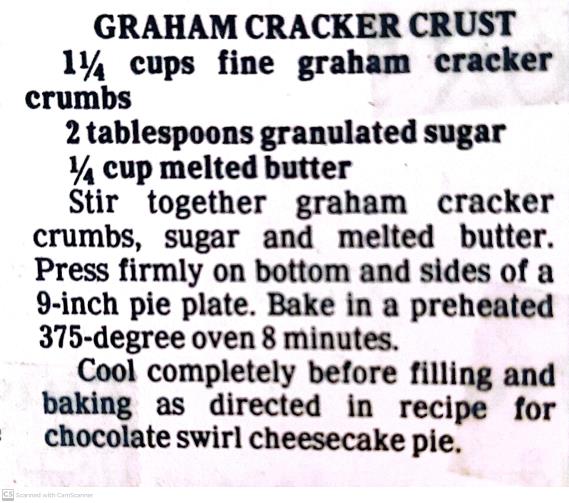 GRAHAM CRACKER CRUST
1¼ cups fine graham cracker
crumbs
2 tablespoons granulated sugar
¼ cup melted butter
Stir together graham cracker
crumbs, sugar and melted butter.
Press firmly on bottom and sides of a
9-inch pie plate. Bake in a preheated
375-degree oven 8 minutes.
Cool completely before filling and
baking as directed in recipe for
chocolate swirl cheesecake pie.
CS Scanned with CamScanner